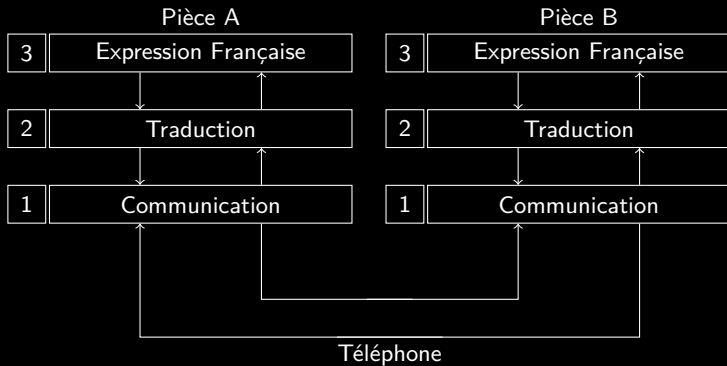 Pièce A
Pièce B
3 Expression Française
3 Expression Française
2 Traduction
2 Traduction
1 Communication
1 Communication
Téléphone